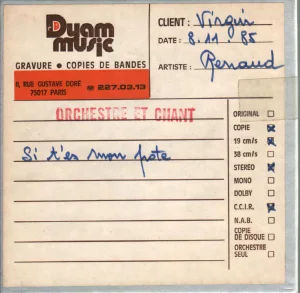 Dyam
music
GRAVURE • COPIES DE BANDES
8, RUE GUSTAVE DORÉ
75017 PARIS
227.03.13
CLIENT : Virgin
DATE : 8.11.85
ARTISTE : Renaud
ORCHESTRE ET CHANT
Si t'es mon pote
ORIGINAL
COPIE
19 cm/s
38 cm/s
STEREO
MONO
DOLBY
C.C.I.R.
N.A.B.
COPIE
DE DISQUE
ORCHESTRE
SEUL